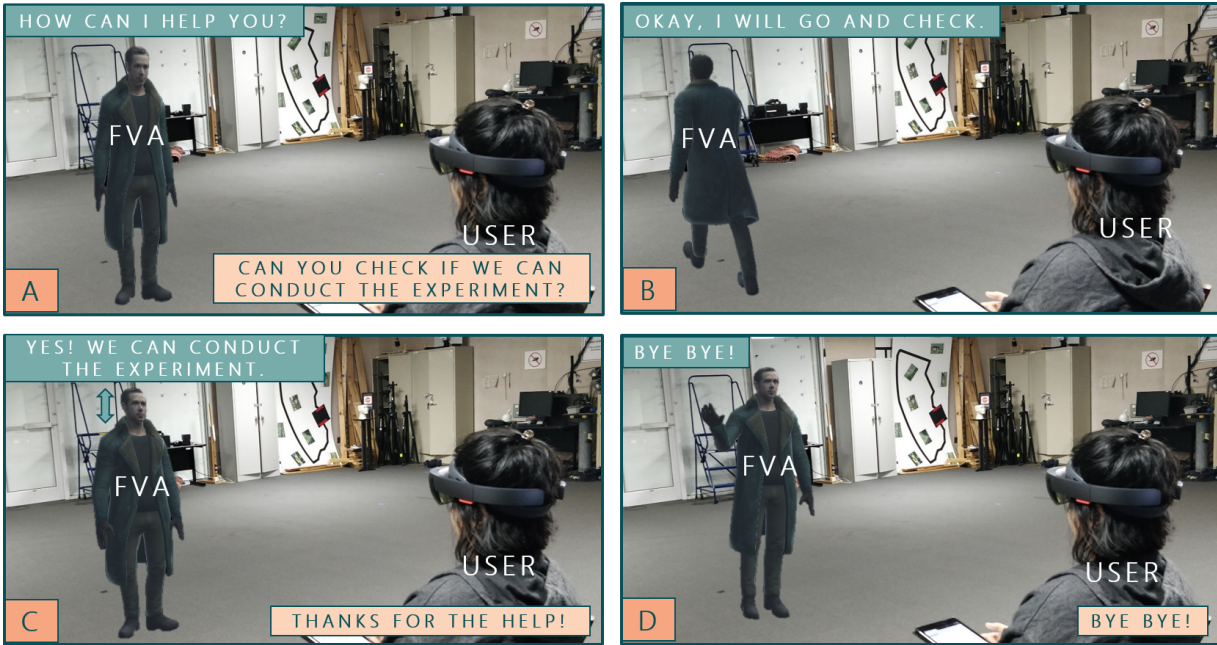 HOW CAN I HELP YOU?
FVA
USER
CAN YOU CHECK IF WE CAN
CONDUCT THE EXPERIMENT?
A
OKAY, I WILL GO AND CHECK.
FVA
USER
B
YES! WE CAN CONDUCT
THE EXPERIMENT.
FVA
USER
THANKS FOR THE HELP!
C
BYE BYE!
FVA
USER
BYE BYE!
D